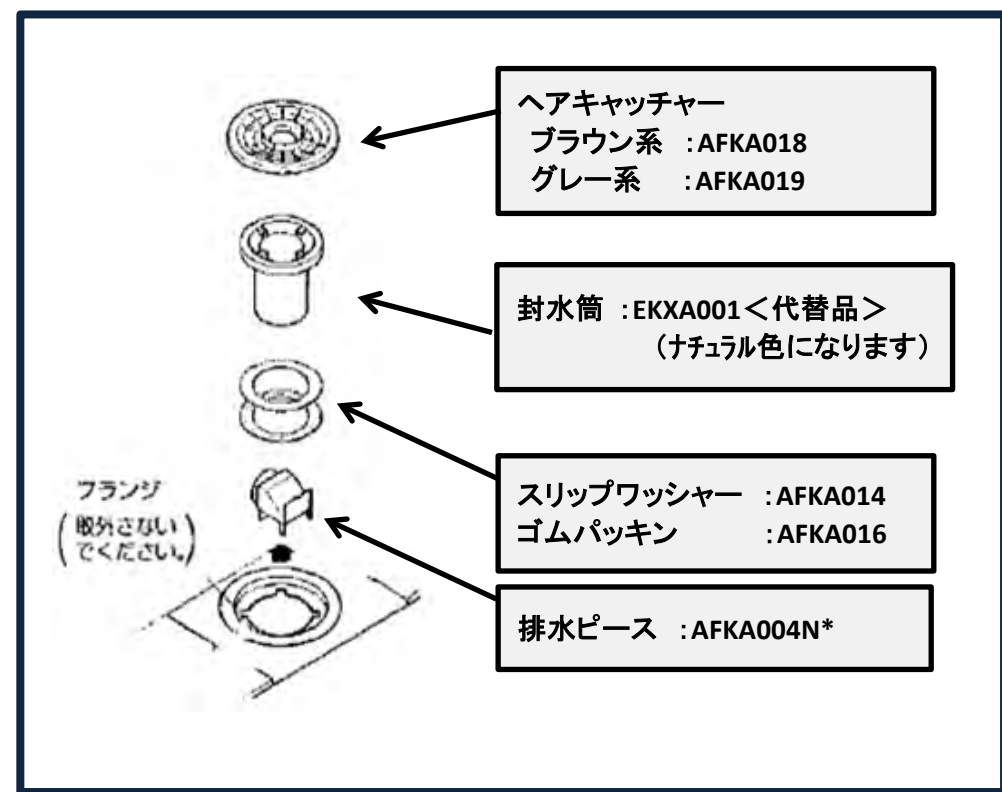 ヘアキャッチャー
ブラウン系 :AFKA018
グレー系 :AFKA019
封水筒 :EKXA001<代替品>
(ナチュラル色になります)
スリップワッシャー :AFKA014
ゴムパッキン :AFKA016
フランジ
(取外さない
でください。)
排水ピース :AFKA004N*